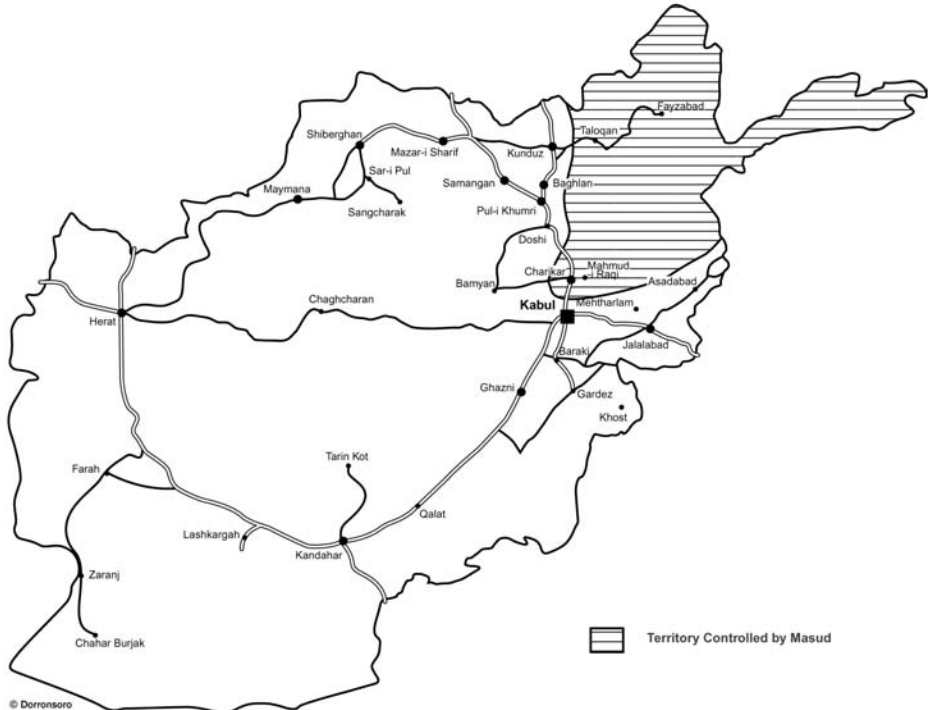 Fayzabad
Shiberghan
Taloqan
Mazar-i Sharif
Kunduz
Sar-i Pul
Samangan
Baghlan
Maymana
Sangcharak
Pul-i Khumri
Doshi
Mahmud
-i Raqi
Charikar
Asadabad
Bamyan
Chaghcharan
Kabul
Mehtharlam
Herat
Jalalabad
Baraki
Ghazni
Gardez
Khost
Tarin Kot
Farah
Qalat
Lashkargah
Kandahar
Zaranj
Chahar Burjak
Territory Controlled by Masud
© Dorronsoro